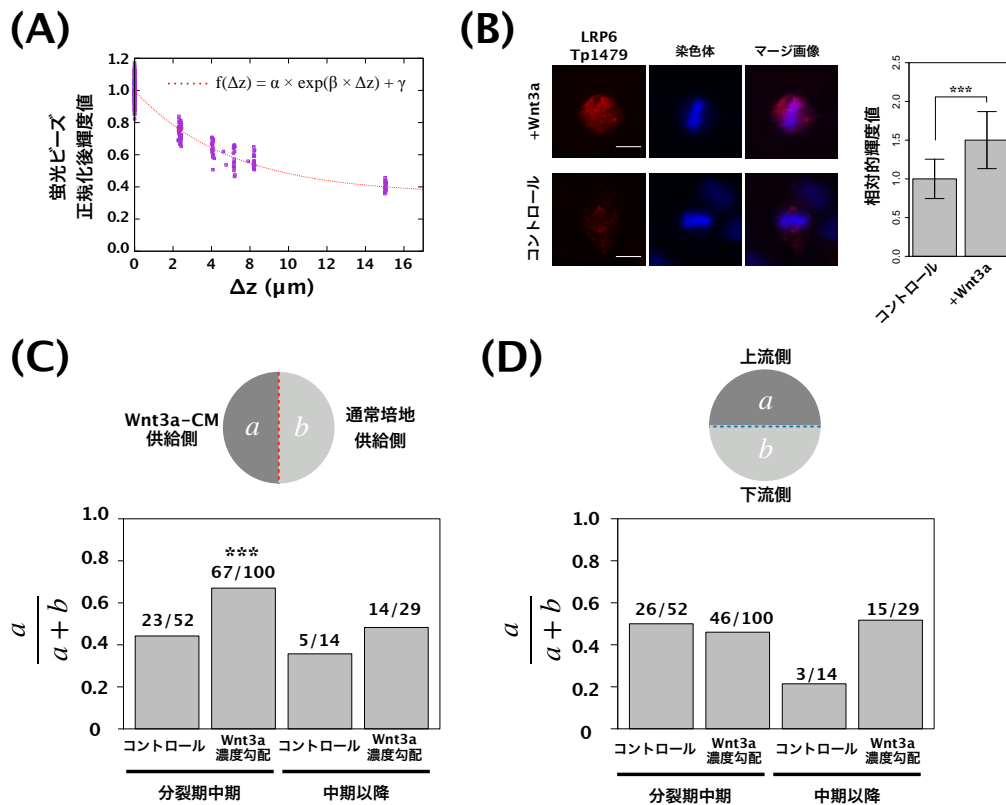 (A)
1.2
1.0
0.8
0.6
0.4
0.2
0.0
蛍光ビーズ
正規化後輝度値
f(Δz) = α × exp(β × Δz) + γ
0 2 4 6 8 10 12 14 16
Δz (μm)
(B)
LRP6
Tp1479
染色体
マージ画像
+Wnt3a
コントロール
相対的輝度値
2.5
2.0
1.5
1.0
0.5
0.0
***
コントロール
+Wnt3a
(C)
Wnt3a-CM
供給側
a
b
通常培地
供給側
a
a + b
1.0
0.8
0.6
0.4
0.2
0
23/52
***
67/100
5/14
14/29
コントロール
Wnt3a
濃度勾配
コントロール
Wnt3a
濃度勾配
分裂期中期
中期以降
(D)
上流側
a
b
下流側
a
a + b
1.0
0.8
0.6
0.4
0.2
0
26/52
46/100
3/14
15/29
コントロール
Wnt3a
濃度勾配
コントロール
Wnt3a
濃度勾配
分裂期中期
中期以降